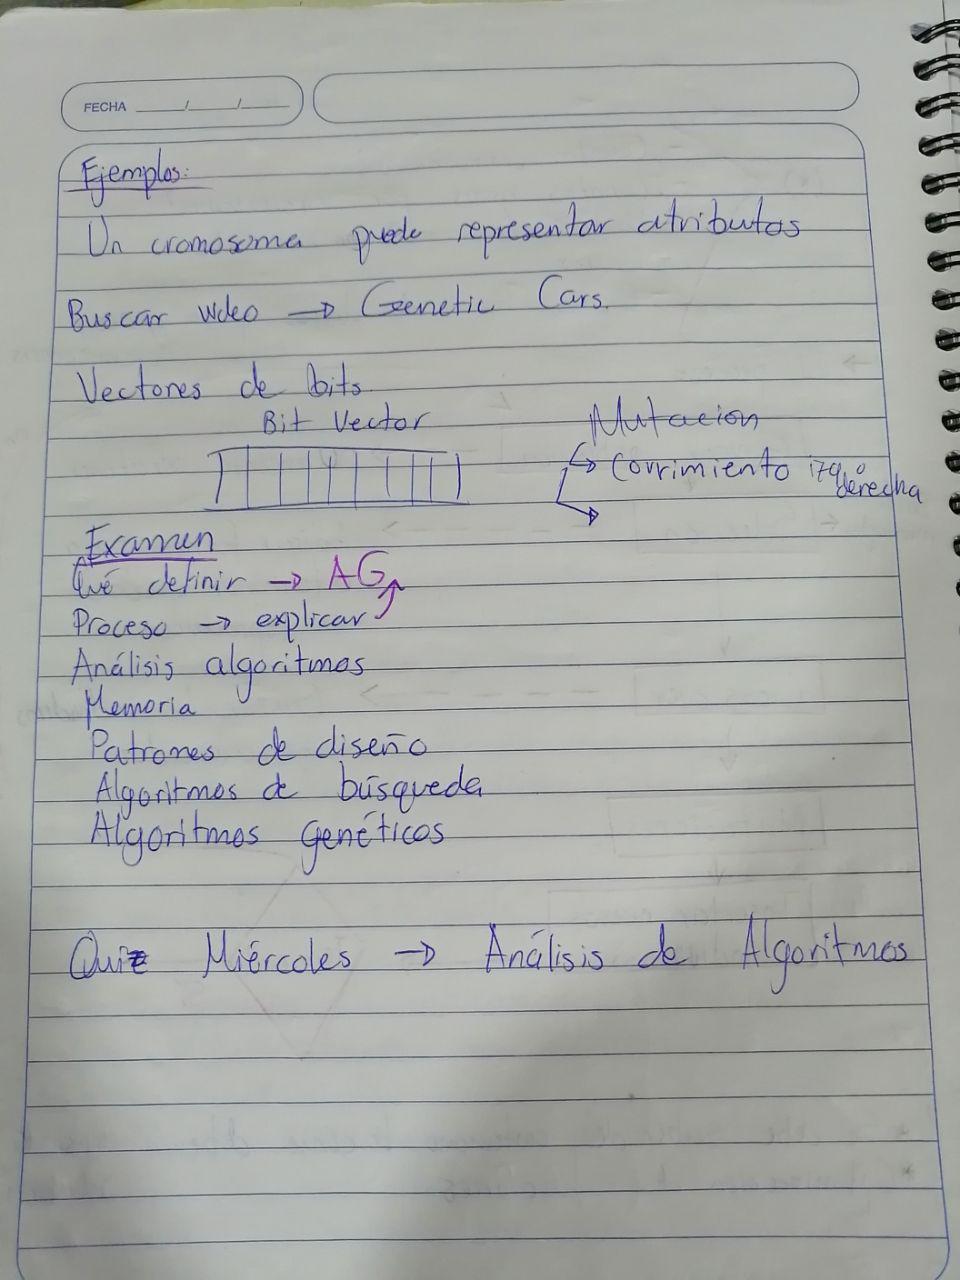 FECHA ___/___/___
Ejemplos:
Un cromosoma puede representar atributos
Buscar video → Genetic Cars.
Vectores de bits
Bit Vector
Mutacion
↳ Corrimiento izq o
derecha
Examen
Qué definir → AG
Proceso → explicar
Análisis algoritmos
Memoria
Patrones de diseño
Algoritmos de búsqueda
Algoritmos Genéticos
Quiz Miércoles → Análisis de Algoritmos